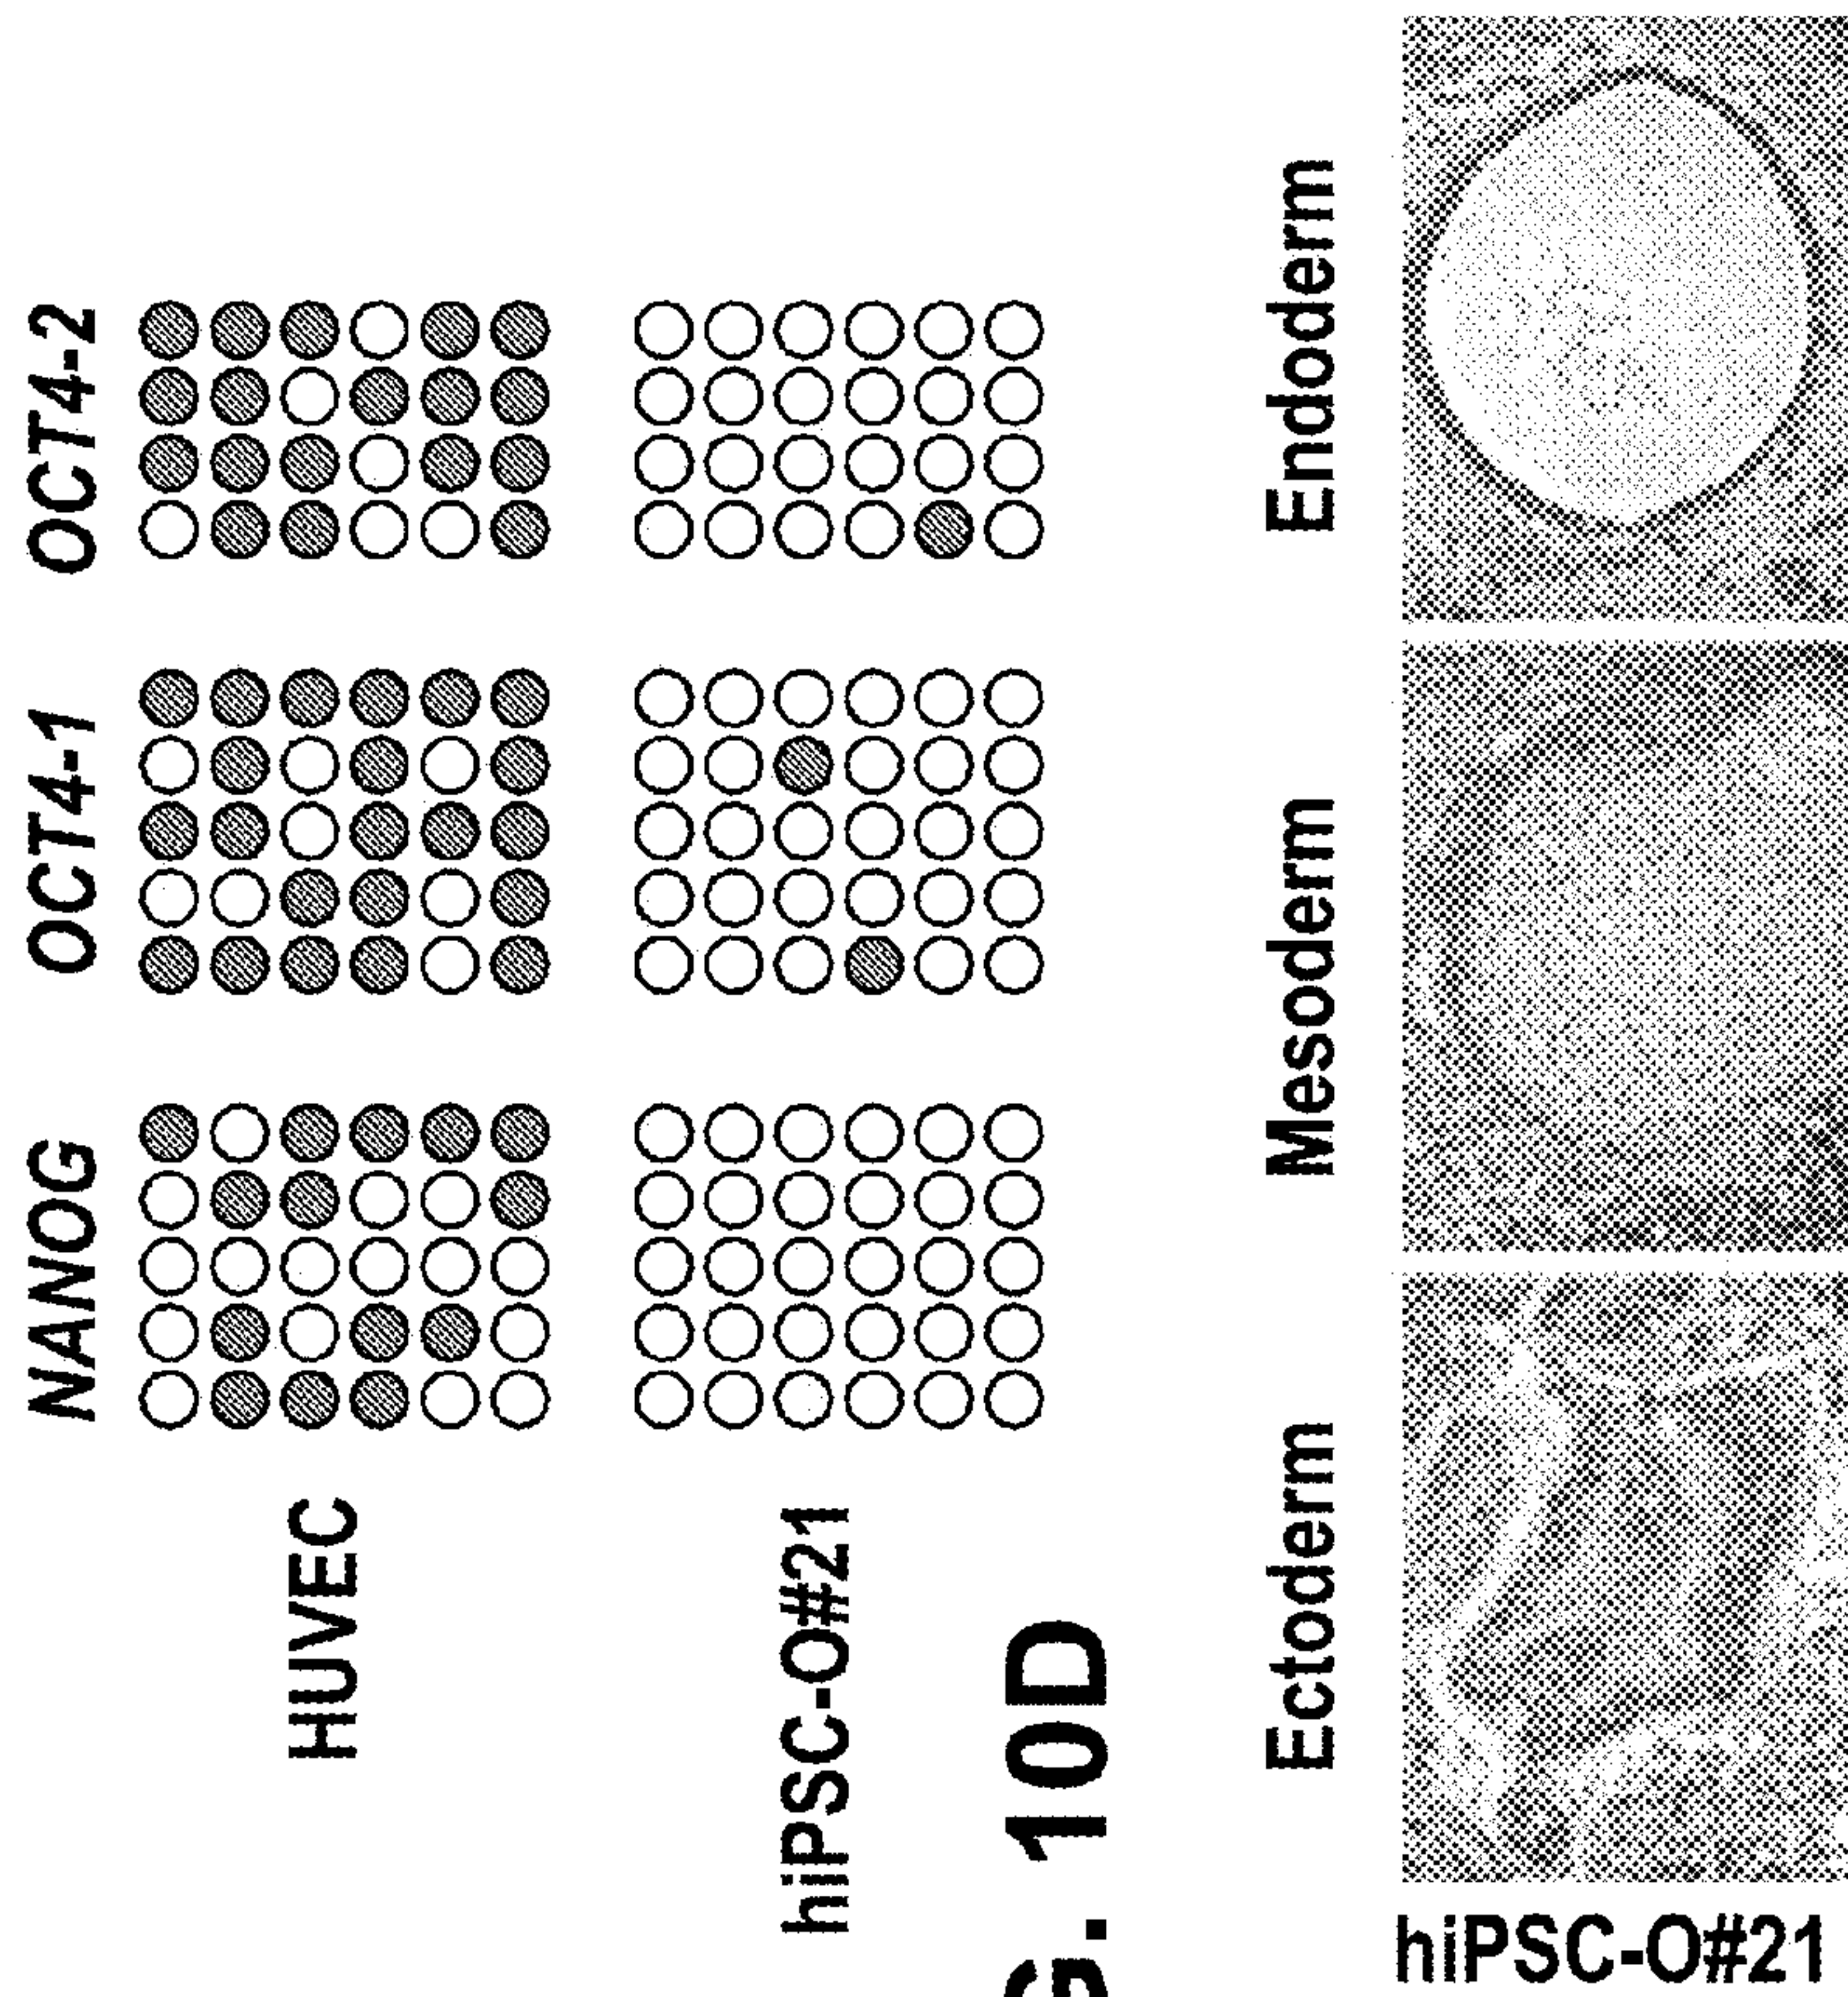 NANOG OCT4-1 OCT4-2
HUVEC
hiPSC-O#21
G. 10D
Ectoderm Mesoderm Endoderm
hiPSC-O#21